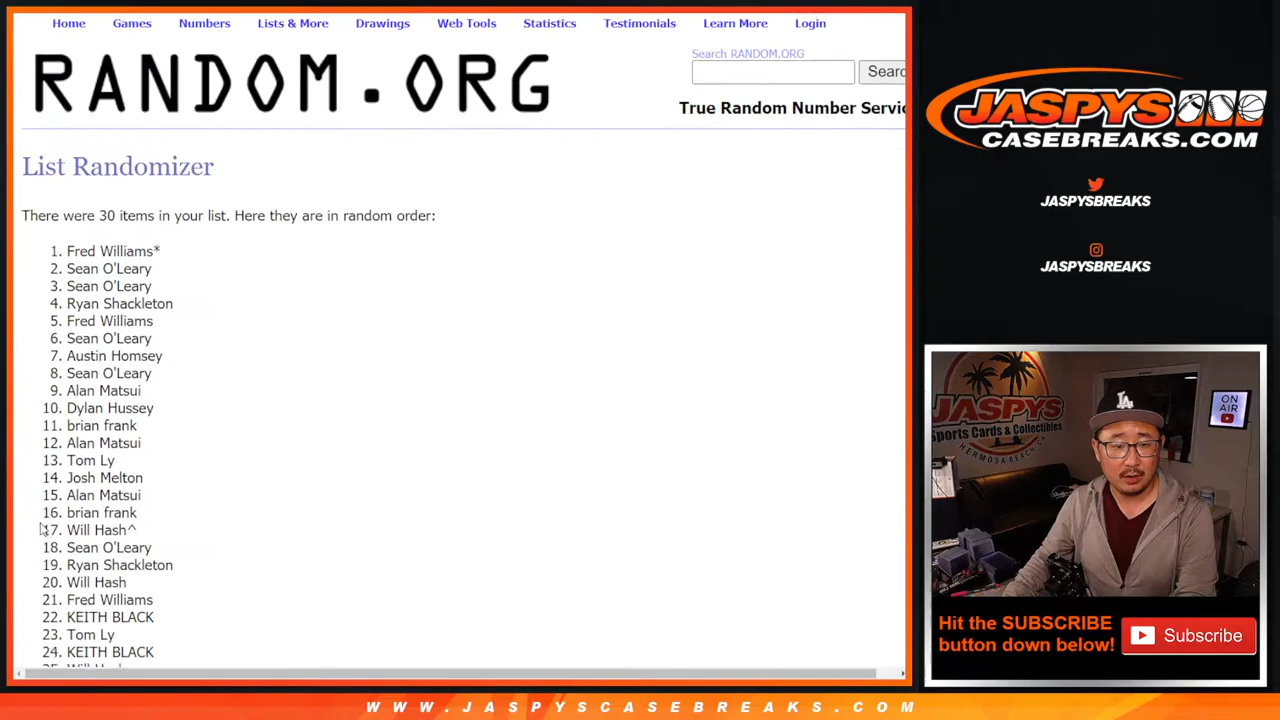 Home Games Numbers Lists & More Drawings Web Tools Statistics Testimonials Learn More Login
RANDOM.ORG
Search RANDOM.ORG
Searc
True Random Number Servic
List Randomizer
There were 30 items in your list. Here they are in random order:
1. Fred Williams*
2. Sean O'Leary
3. Sean O'Leary
4. Ryan Shackleton
5. Fred Williams
6. Sean O'Leary
7. Austin Homsey
8. Sean O'Leary
9. Alan Matsui
10. Dylan Hussey
11. brian frank
12. Alan Matsui
13. Tom Ly
14. Josh Melton
15. Alan Matsui
16. brian frank
17. Will Hash^
18. Sean O'Leary
19. Ryan Shackleton
20. Will Hash
21. Fred Williams
22. KEITH BLACK
23. Tom Ly
24. KEITH BLACK
JASPYS
CASEBREAKS.COM
JASPYSBREAKS
JASPYSBREAKS
JASPYS
Sports Cards & Collectibles
HERMOSA BEACH, CA
LA
ON
AIR
Hit the SUBSCRIBE
button down below!
Subscribe
WWW.JASPYSCASEBREAKS.COM